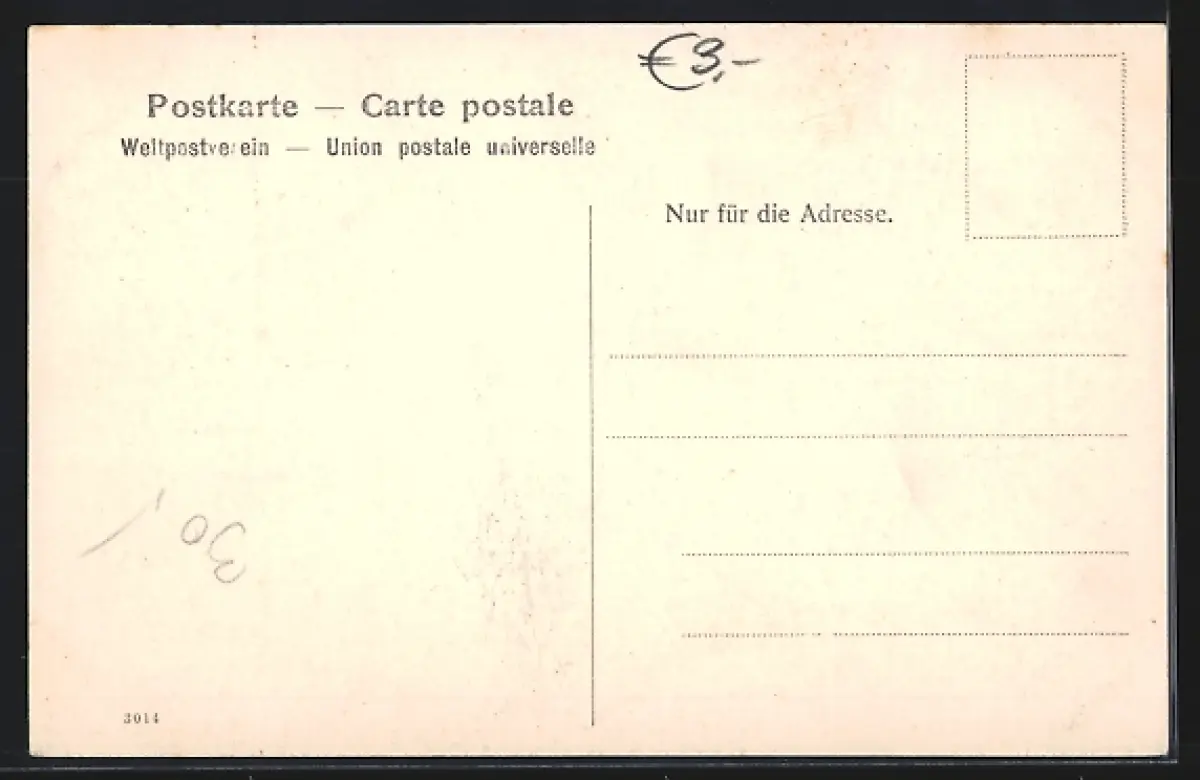 €3,-
Postkarte — Carte postale
Weltpostverein — Union postale universelle
Nur für die Adresse.
30,
3014